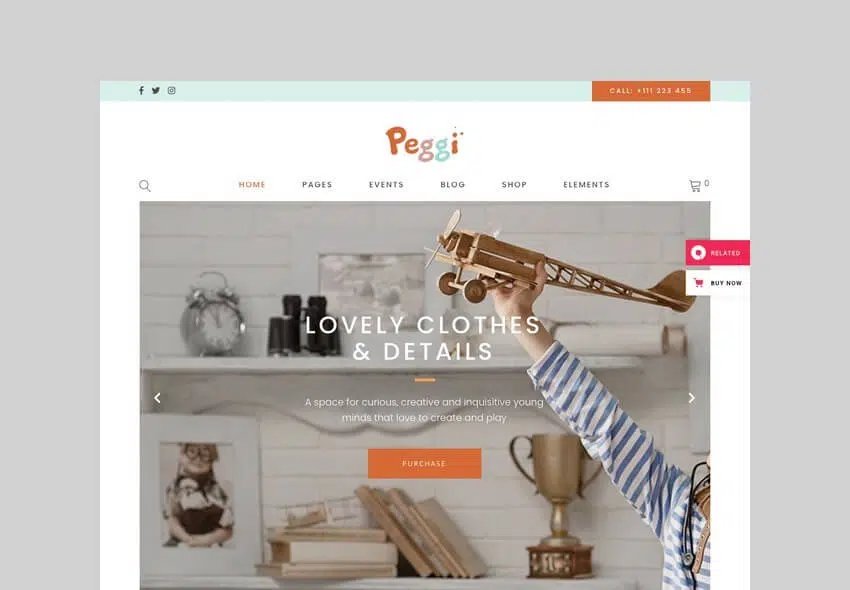 CALL: +111 223 455
Peggi
HOME PAGES EVENTS BLOG SHOP ELEMENTS
0
RELATED
BUY NOW
LOVELY CLOTHES
& DETAILS
A space for curious, creative and inquisitive young
minds that love to create and play
PURCHASE